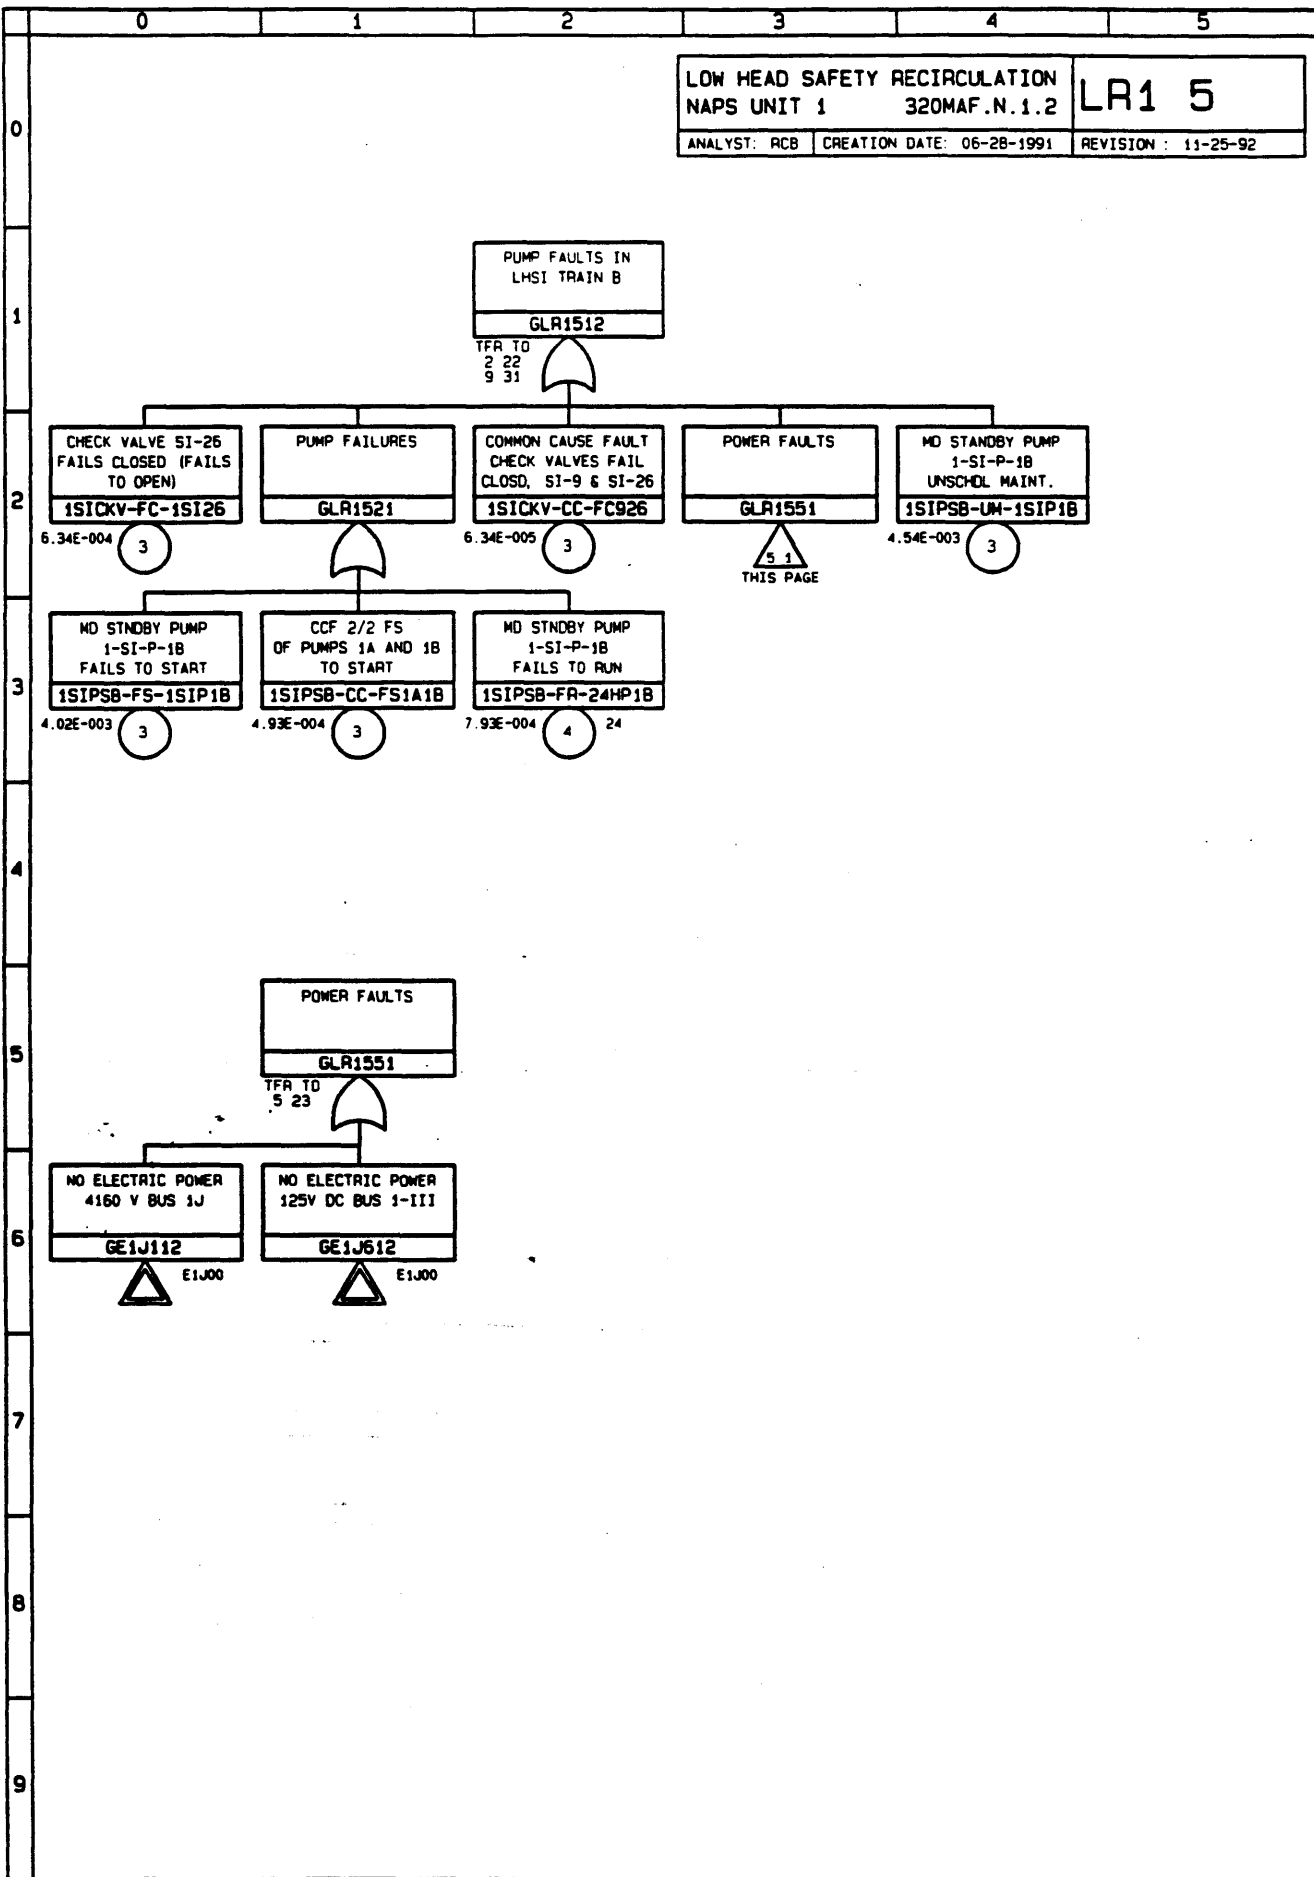 0 1 2 3 4 5
LOW HEAD SAFETY RECIRCULATION
NAPS UNIT 1 320MAF.N.1.2
LR1 5
ANALYST: RCB CREATION DATE: 06-28-1991 REVISION : 11-25-92
0
PUMP FAULTS IN
LHSI TRAIN B
GLR1512
1
TFR TO
2 22
9 31
CHECK VALVE SI-26
FAILS CLOSED (FAILS
TO OPEN)
1SICKV-FC-1SI26
6.34E-004
3
PUMP FAILURES
GLR1521
COMMON CAUSE FAULT
CHECK VALVES FAIL
CLOSD, SI-9 & SI-26
1SICKV-CC-FC926
6.34E-005
3
POWER FAULTS
GLR1551
5 1
THIS PAGE
MD STANDBY PUMP
1-SI-P-1B
UNSCHDL MAINT.
1SIPSB-UM-1SIP1B
4.54E-003
3
2
MD STNDBY PUMP
1-SI-P-1B
FAILS TO START
1SIPSB-FS-1SIP1B
4.02E-003
3
CCF 2/2 FS
OF PUMPS 1A AND 1B
TO START
1SIPSB-CC-FS1A1B
4.93E-004
3
MD STNDBY PUMP
1-SI-P-1B
FAILS TO RUN
1SIPSB-FR-24HP1B
7.93E-004
4
24
3
4
POWER FAULTS
GLR1551
5
TFR TO
5 23
NO ELECTRIC POWER
4160 V BUS 1J
GE1J112
E1J00
NO ELECTRIC POWER
125V DC BUS 1-III
GE1J612
E1J00
6
7
8
9